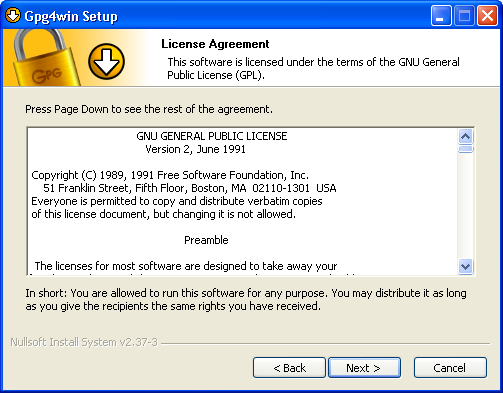 Gpg4win Setup
License Agreement
This software is licensed under the terms of the GNU General
Public License (GPL).
GPG
Press Page Down to see the rest of the agreement.
GNU GENERAL PUBLIC LICENSE
Version 2, June 1991
Copyright (C) 1989, 1991 Free Software Foundation, Inc.
51 Franklin Street, Fifth Floor, Boston, MA 02110-1301 USA
Everyone is permitted to copy and distribute verbatim copies
of this license document, but changing it is not allowed.
Preamble
The licenses for most software are designed to take away your
In short: You are allowed to run this software for any purpose. You may distribute it as long
as you give the recipients the same rights you have received.
Nullsoft Install System v2.37-3
< Back
Next >
Cancel